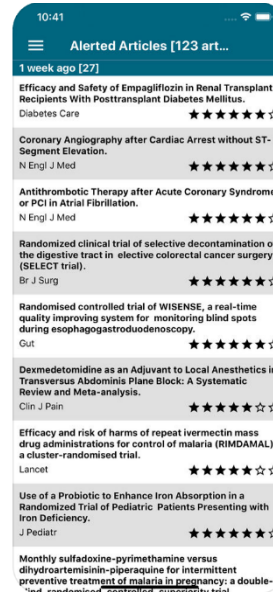 10:41
Alerted Articles [123 art...
1 week ago [27]
Efficacy and Safety of Empagliflozin in Renal Transplant
Recipients With Posttransplant Diabetes Mellitus.
Diabetes Care
Coronary Angiography after Cardiac Arrest without ST-
Segment Elevation.
N Engl J Med
Antithrombotic Therapy after Acute Coronary Syndrome
or PCI in Atrial Fibrillation.
N Engl J Med
Randomized clinical trial of selective decontamination o
the digestive tract in elective colorectal cancer surgery
(SELECT trial).
Br J Surg
Randomised controlled trial of WISENSE, a real-time
quality improving system for monitoring blind spots
during esophagogastroduodenoscopy.
Gut
Dexmedetomidine as an Adjuvant to Local Anesthetics i
Transversus Abdominis Plane Block: A Systematic
Review and Meta-analysis.
Clin J Pain
Efficacy and risk of harms of repeat ivermectin mass
drug administrations for control of malaria (RIMDAMAL)
a cluster-randomised trial.
Lancet
Use of a Probiotic to Enhance Iron Absorption in a
Randomized Trial of Pediatric Patients Presenting with
Iron Deficiency.
J Pediatr
Monthly sulfadoxine-pyrimethamine versus
dihydroartemisinin-piperaquine for intermittent
preventive treatment of malaria in pregnancy: a double-
randomised, controlled, superiority trial